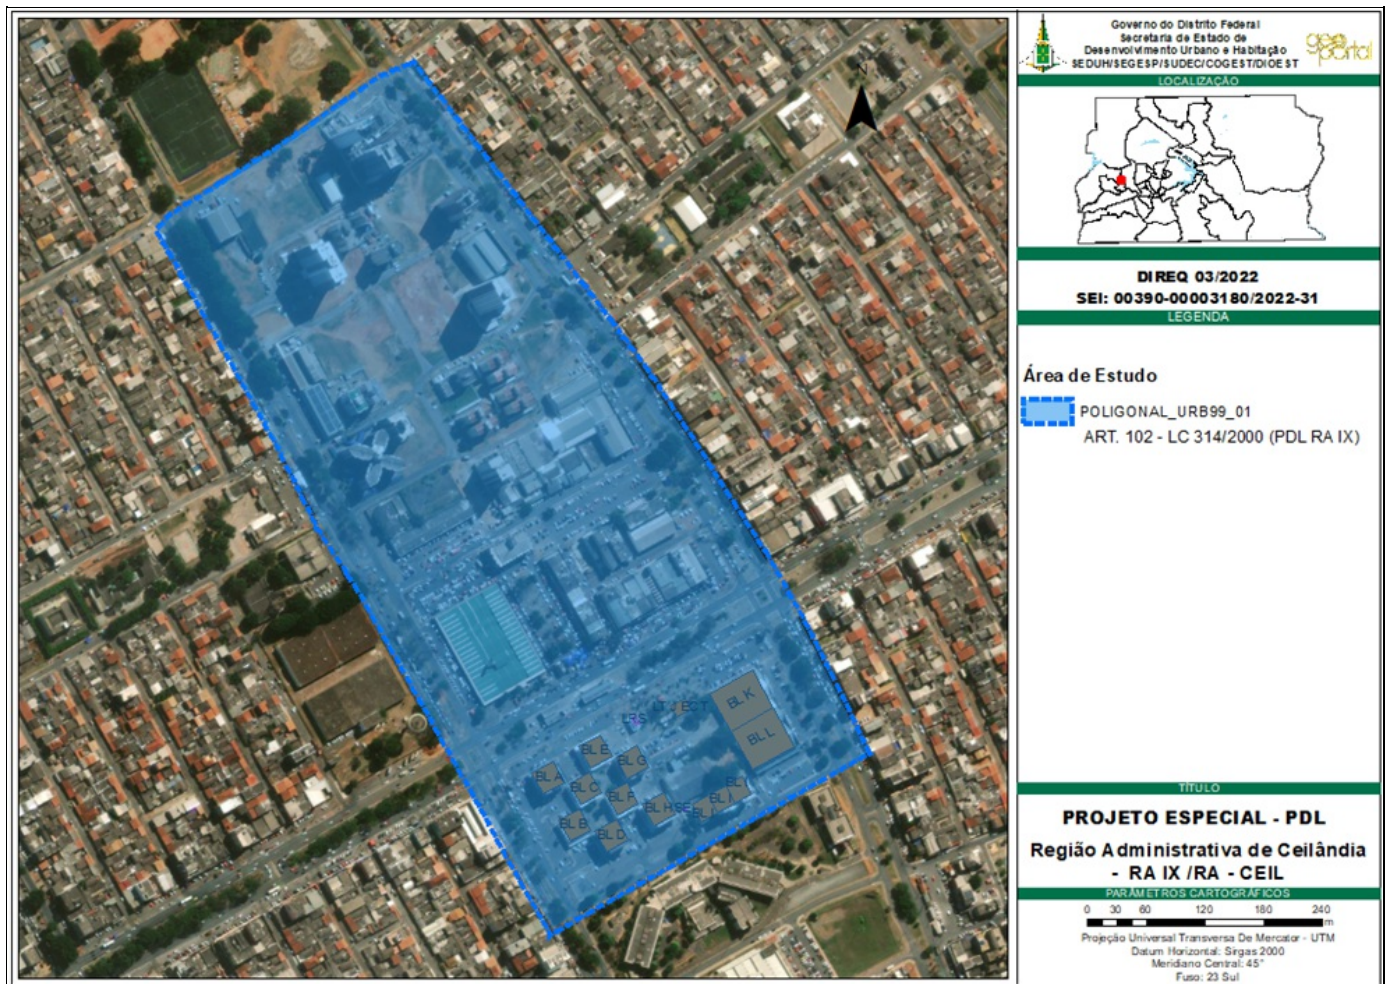 Governo do Distrito Federal
Secretaria de Estado de
Desenvolvimento Urbano e Habitação
SEDUH/SEGESP/SUDEC/COGEST/DIOEST
geo
portal
LOCALIZAÇÃO
DIREQ 03/2022
SEI: 00390-00003180/2022-31
LEGENDA
Área de Estudo
POLIGONAL_URB99_01
ART. 102 - LC 314/2000 (PDL RA IX)
TÍTULO
PROJETO ESPECIAL - PDL
Região Administrativa de Ceilândia
- RA IX /RA - CEIL
PARÂMETROS CARTOGRÁFICOS
0 30 60 120 180 240
m
Projeção Universal Transversa De Mercator - UTM
Datum Horizontal: Sirgas 2000
Meridiano Central: 45°
Fuso: 23 Sul
BL K
BL L
BL E
BL G
BL A
BL C
BL F
BL H
BL B
BL D